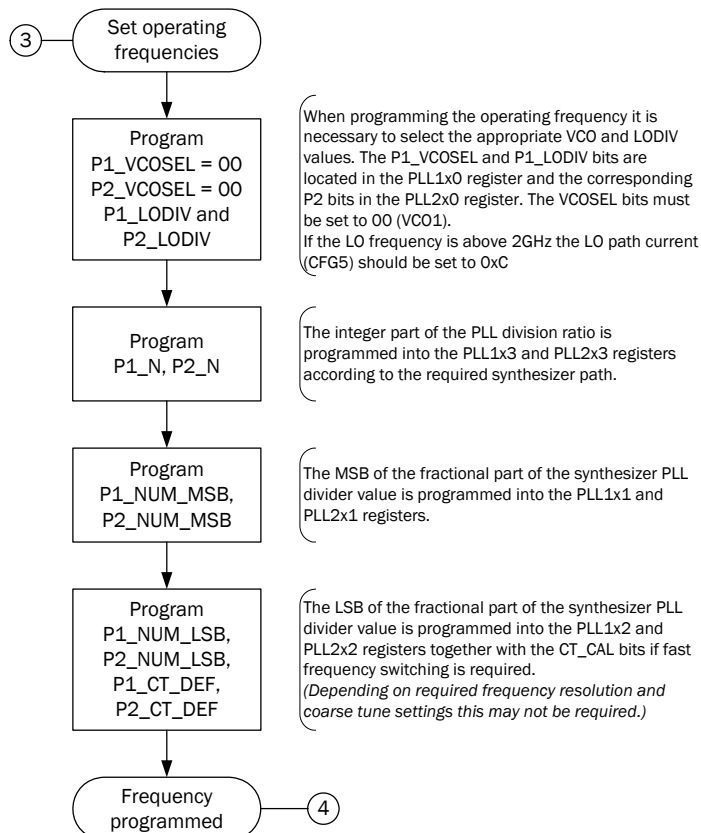 3
Set operating
frequencies
Program
P1_VCOSEL = 00
P2_VCOSEL = 00
P1_LODIV and
P2_LODIV
When programming the operating frequency it is
necessary to select the appropriate VCO and LODIV
values. The P1_VCOSEL and P1_LODIV bits are
located in the PLL1x0 register and the corresponding
P2 bits in the PLL2x0 register. The VCOSEL bits must
be set to 00 (VCO1).
If the LO frequency is above 2GHz the LO path current
(CFG5) should be set to 0xC
Program
P1_N, P2_N
The integer part of the PLL division ratio is
programmed into the PLL1x3 and PLL2x3 registers
according to the required synthesizer path.
Program
P1_NUM_MSB,
P2_NUM_MSB
The MSB of the fractional part of the synthesizer PLL
divider value is programmed into the PLL1x1 and
PLL2x1 registers.
Program
P1_NUM_LSB,
P2_NUM_LSB,
P1_CT_DEF,
P2_CT_DEF
The LSB of the fractional part of the synthesizer PLL
divider value is programmed into the PLL1x2 and
PLL2x2 registers together with the CT_CAL bits if fast
frequency switching is required.
(Depending on required frequency resolution and
coarse tune settings this may not be required.)
Frequency
programmed
4